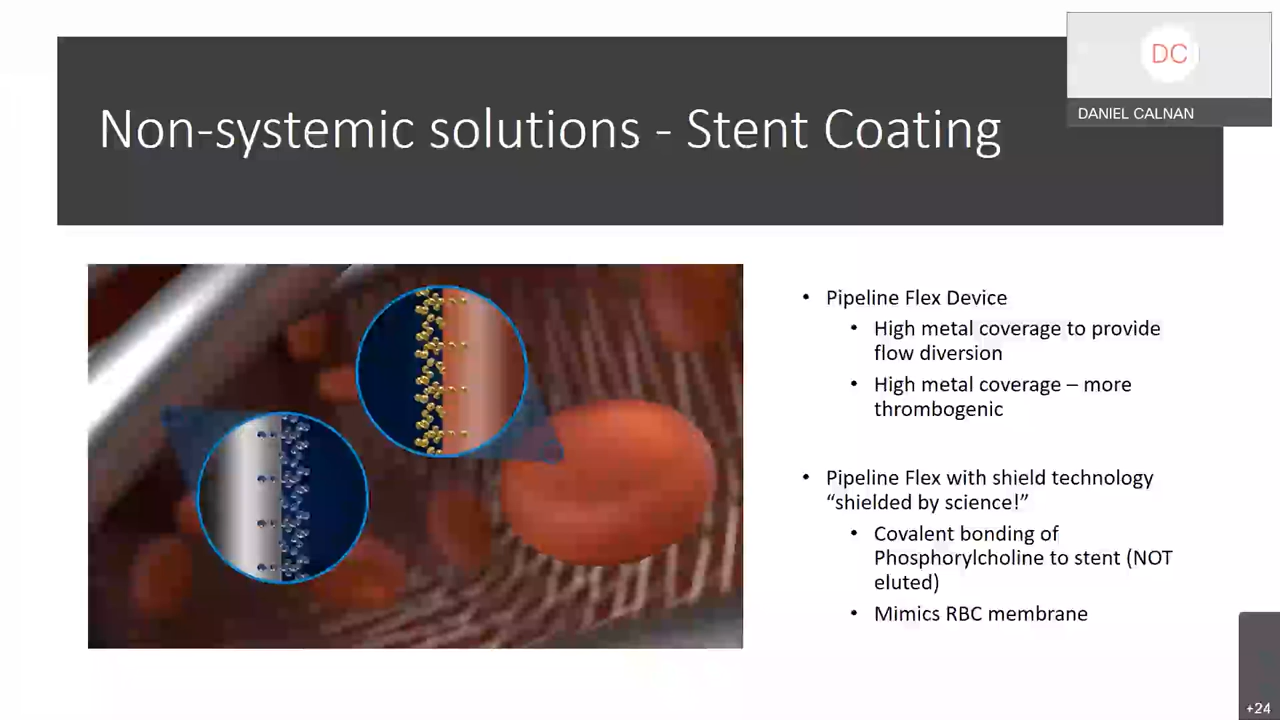 DC
DANIEL CALNAN
Non-systemic solutions - Stent Coating
• Pipeline Flex Device
• High metal coverage to provide
flow diversion
• High metal coverage – more
thrombogenic
• Pipeline Flex with shield technology
“shielded by science!”
• Covalent bonding of
Phosphorylcholine to stent (NOT
eluted)
• Mimics RBC membrane
+24